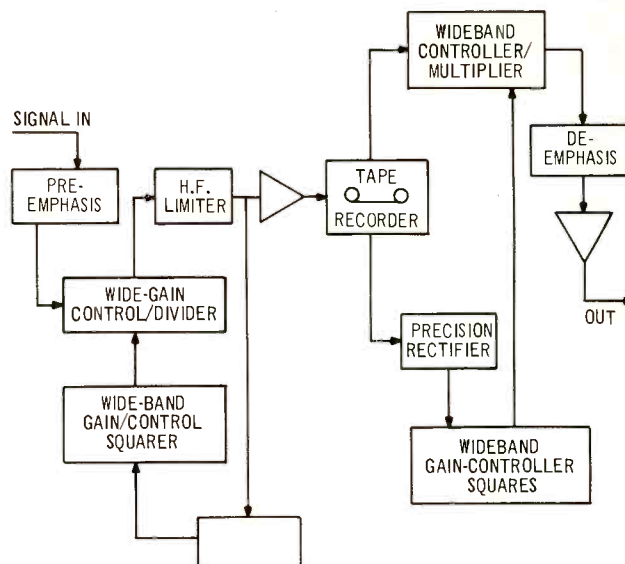 SIGNAL IN
PRE-
EMPHASIS
H.F.
LIMITER
WIDE-GAIN
CONTROL/DIVIDER
WIDE-BAND
GAIN/CONTROL
SQUARER
TAPE
RECORDER
WIDEBAND
CONTROLLER/
MULTIPLIER
DE-
EMPHASIS
OUT
PRECISION
RECTIFIER
WIDEBAND
GAIN-CONTROLLER
SQUARES